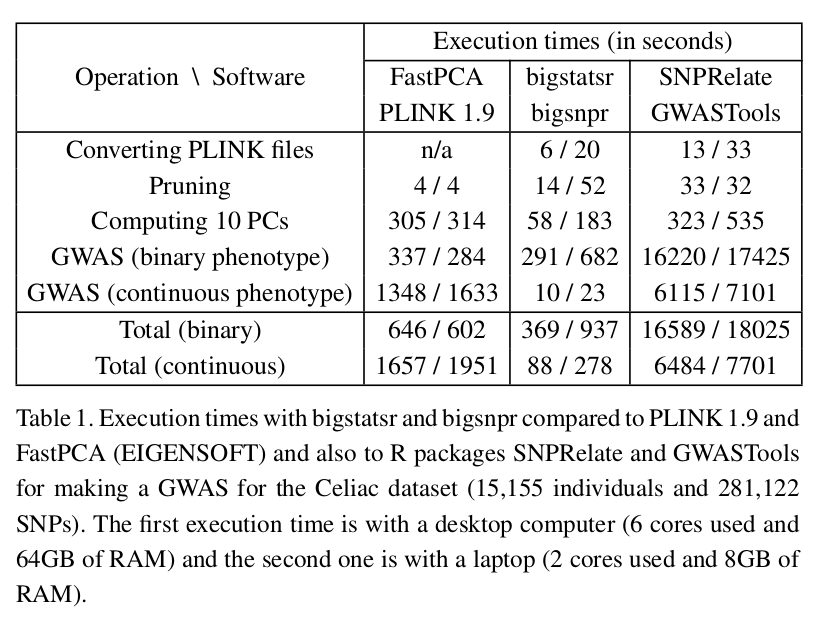 Execution times (in seconds)
Operation \ Software FastPCA bigstatsr SNPRelate
PLINK 1.9 bigsnpr GWASTools
Converting PLINK files n/a 6 / 20 13 / 33
Pruning 4 / 4 14 / 52 33 / 32
Computing 10 PCs 305 / 314 58 / 183 323 / 535
GWAS (binary phenotype) 337 / 284 291 / 682 16220 / 17425
GWAS (continuous phenotype) 1348 / 1633 10 / 23 6115 / 7101
Total (binary) 646 / 602 369 / 937 16589 / 18025
Total (continuous) 1657 / 1951 88 / 278 6484 / 7701
Table 1. Execution times with bigstatsr and bigsnpr compared to PLINK 1.9 and
FastPCA (EIGENSOFT) and also to R packages SNPRelate and GWASTools
for making a GWAS for the Celiac dataset (15,155 individuals and 281,122
SNPs). The first execution time is with a desktop computer (6 cores used and
64GB of RAM) and the second one is with a laptop (2 cores used and 8GB of
RAM).